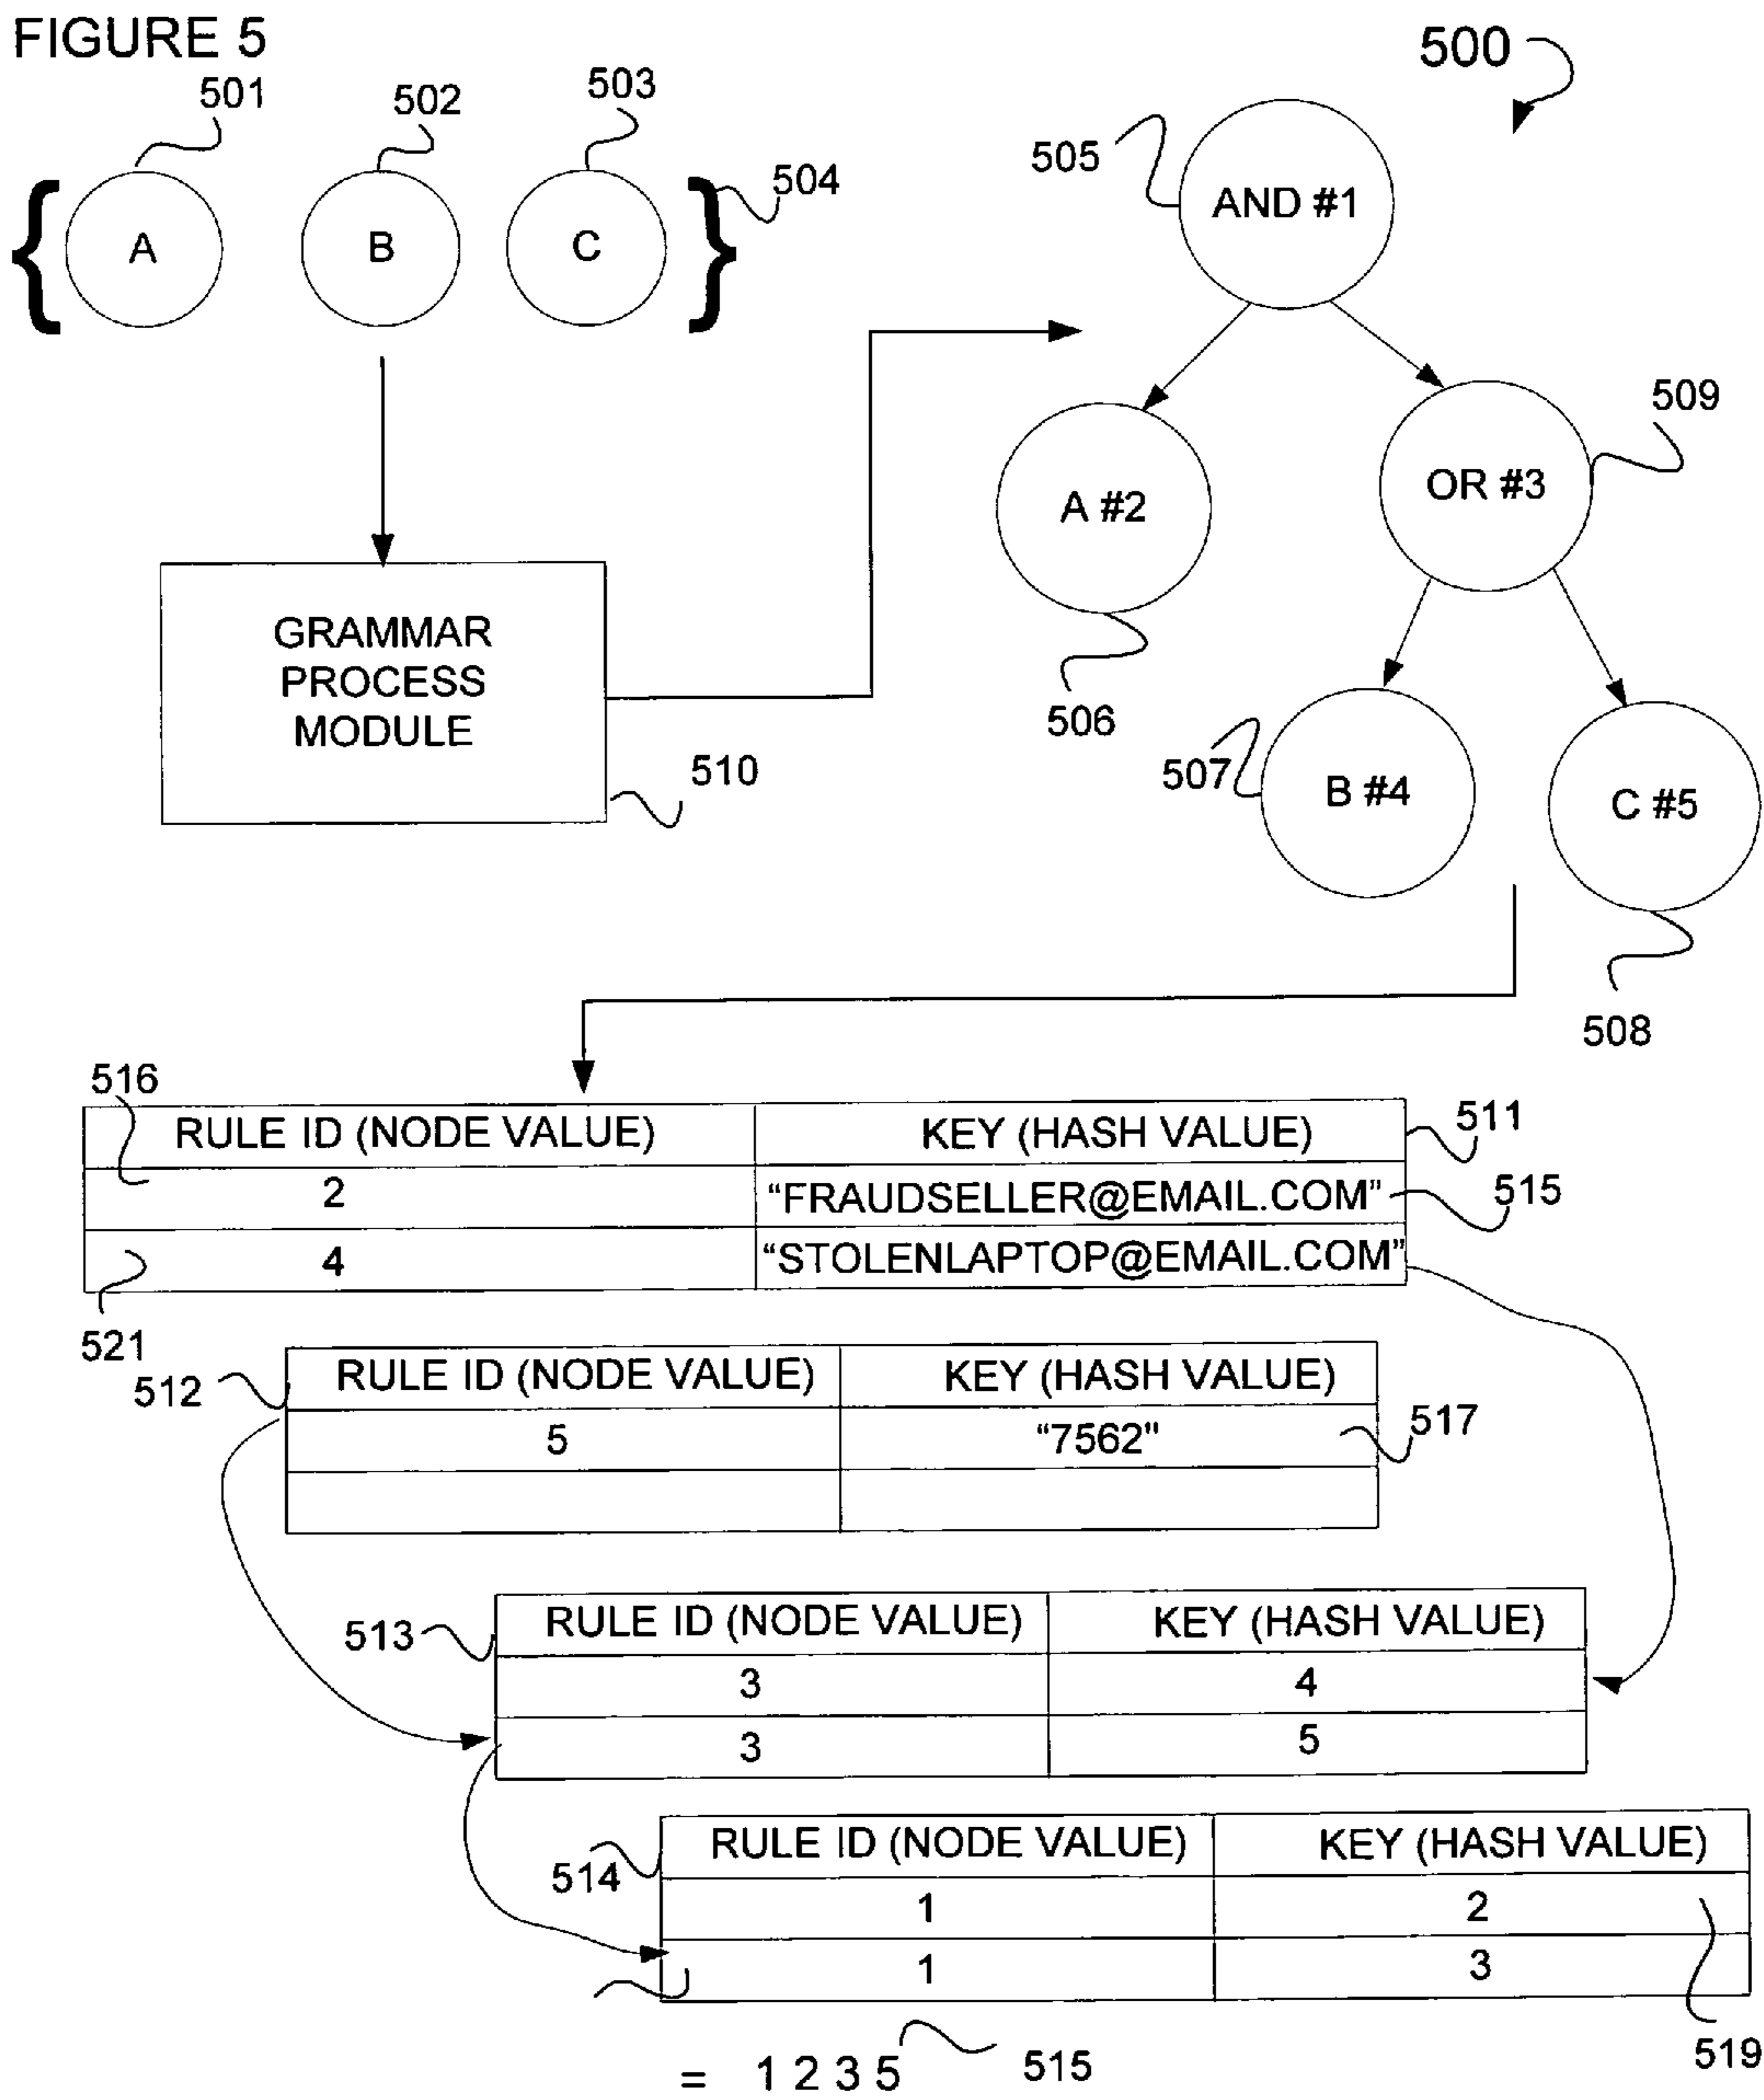 FIGURE 5
500
501
502
503
504
{ A B C }
505
AND #1
509
A #2
OR #3
506
GRAMMAR
PROCESS
MODULE
510
507
B #4
C #5
508
516
RULE ID (NODE VALUE) KEY (HASH VALUE)
511
2 “FRAUDSELLER@EMAIL.COM”
515
4 “STOLENLAPTOP@EMAIL.COM”
521
512
RULE ID (NODE VALUE) KEY (HASH VALUE)
5 “7562"
517
513
RULE ID (NODE VALUE) KEY (HASH VALUE)
3 4
3 5
514
RULE ID (NODE VALUE) KEY (HASH VALUE)
1 2
1 3
519
= 1 2 3 5
515